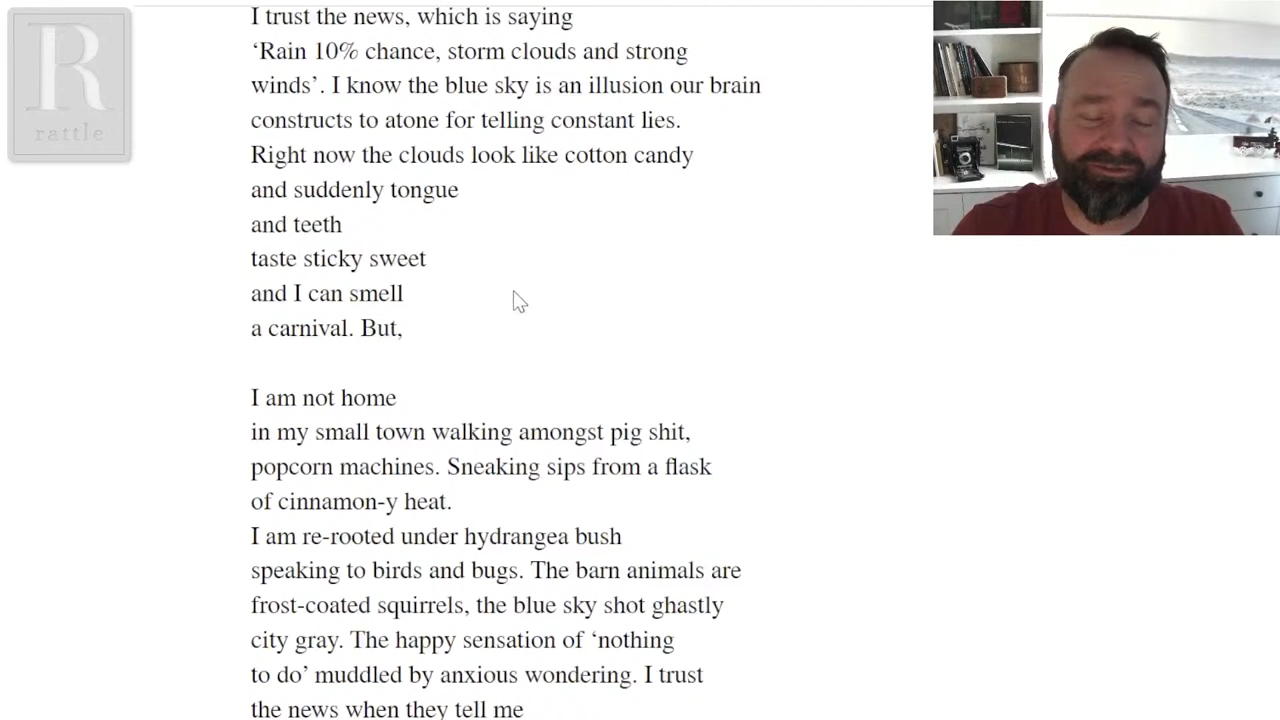 R
rattle
I trust the news, which is saying
‘Rain 10% chance, storm clouds and strong
winds’. I know the blue sky is an illusion our brain
constructs to atone for telling constant lies.
Right now the clouds look like cotton candy
and suddenly tongue
and teeth
taste sticky sweet
and I can smell
a carnival. But,
I am not home
in my small town walking amongst pig shit,
popcorn machines. Sneaking sips from a flask
of cinnamon-y heat.
I am re-rooted under hydrangea bush
speaking to birds and bugs. The barn animals are
frost-coated squirrels, the blue sky shot ghastly
city gray. The happy sensation of ‘nothing
to do’ muddled by anxious wondering. I trust
the news when they tell me